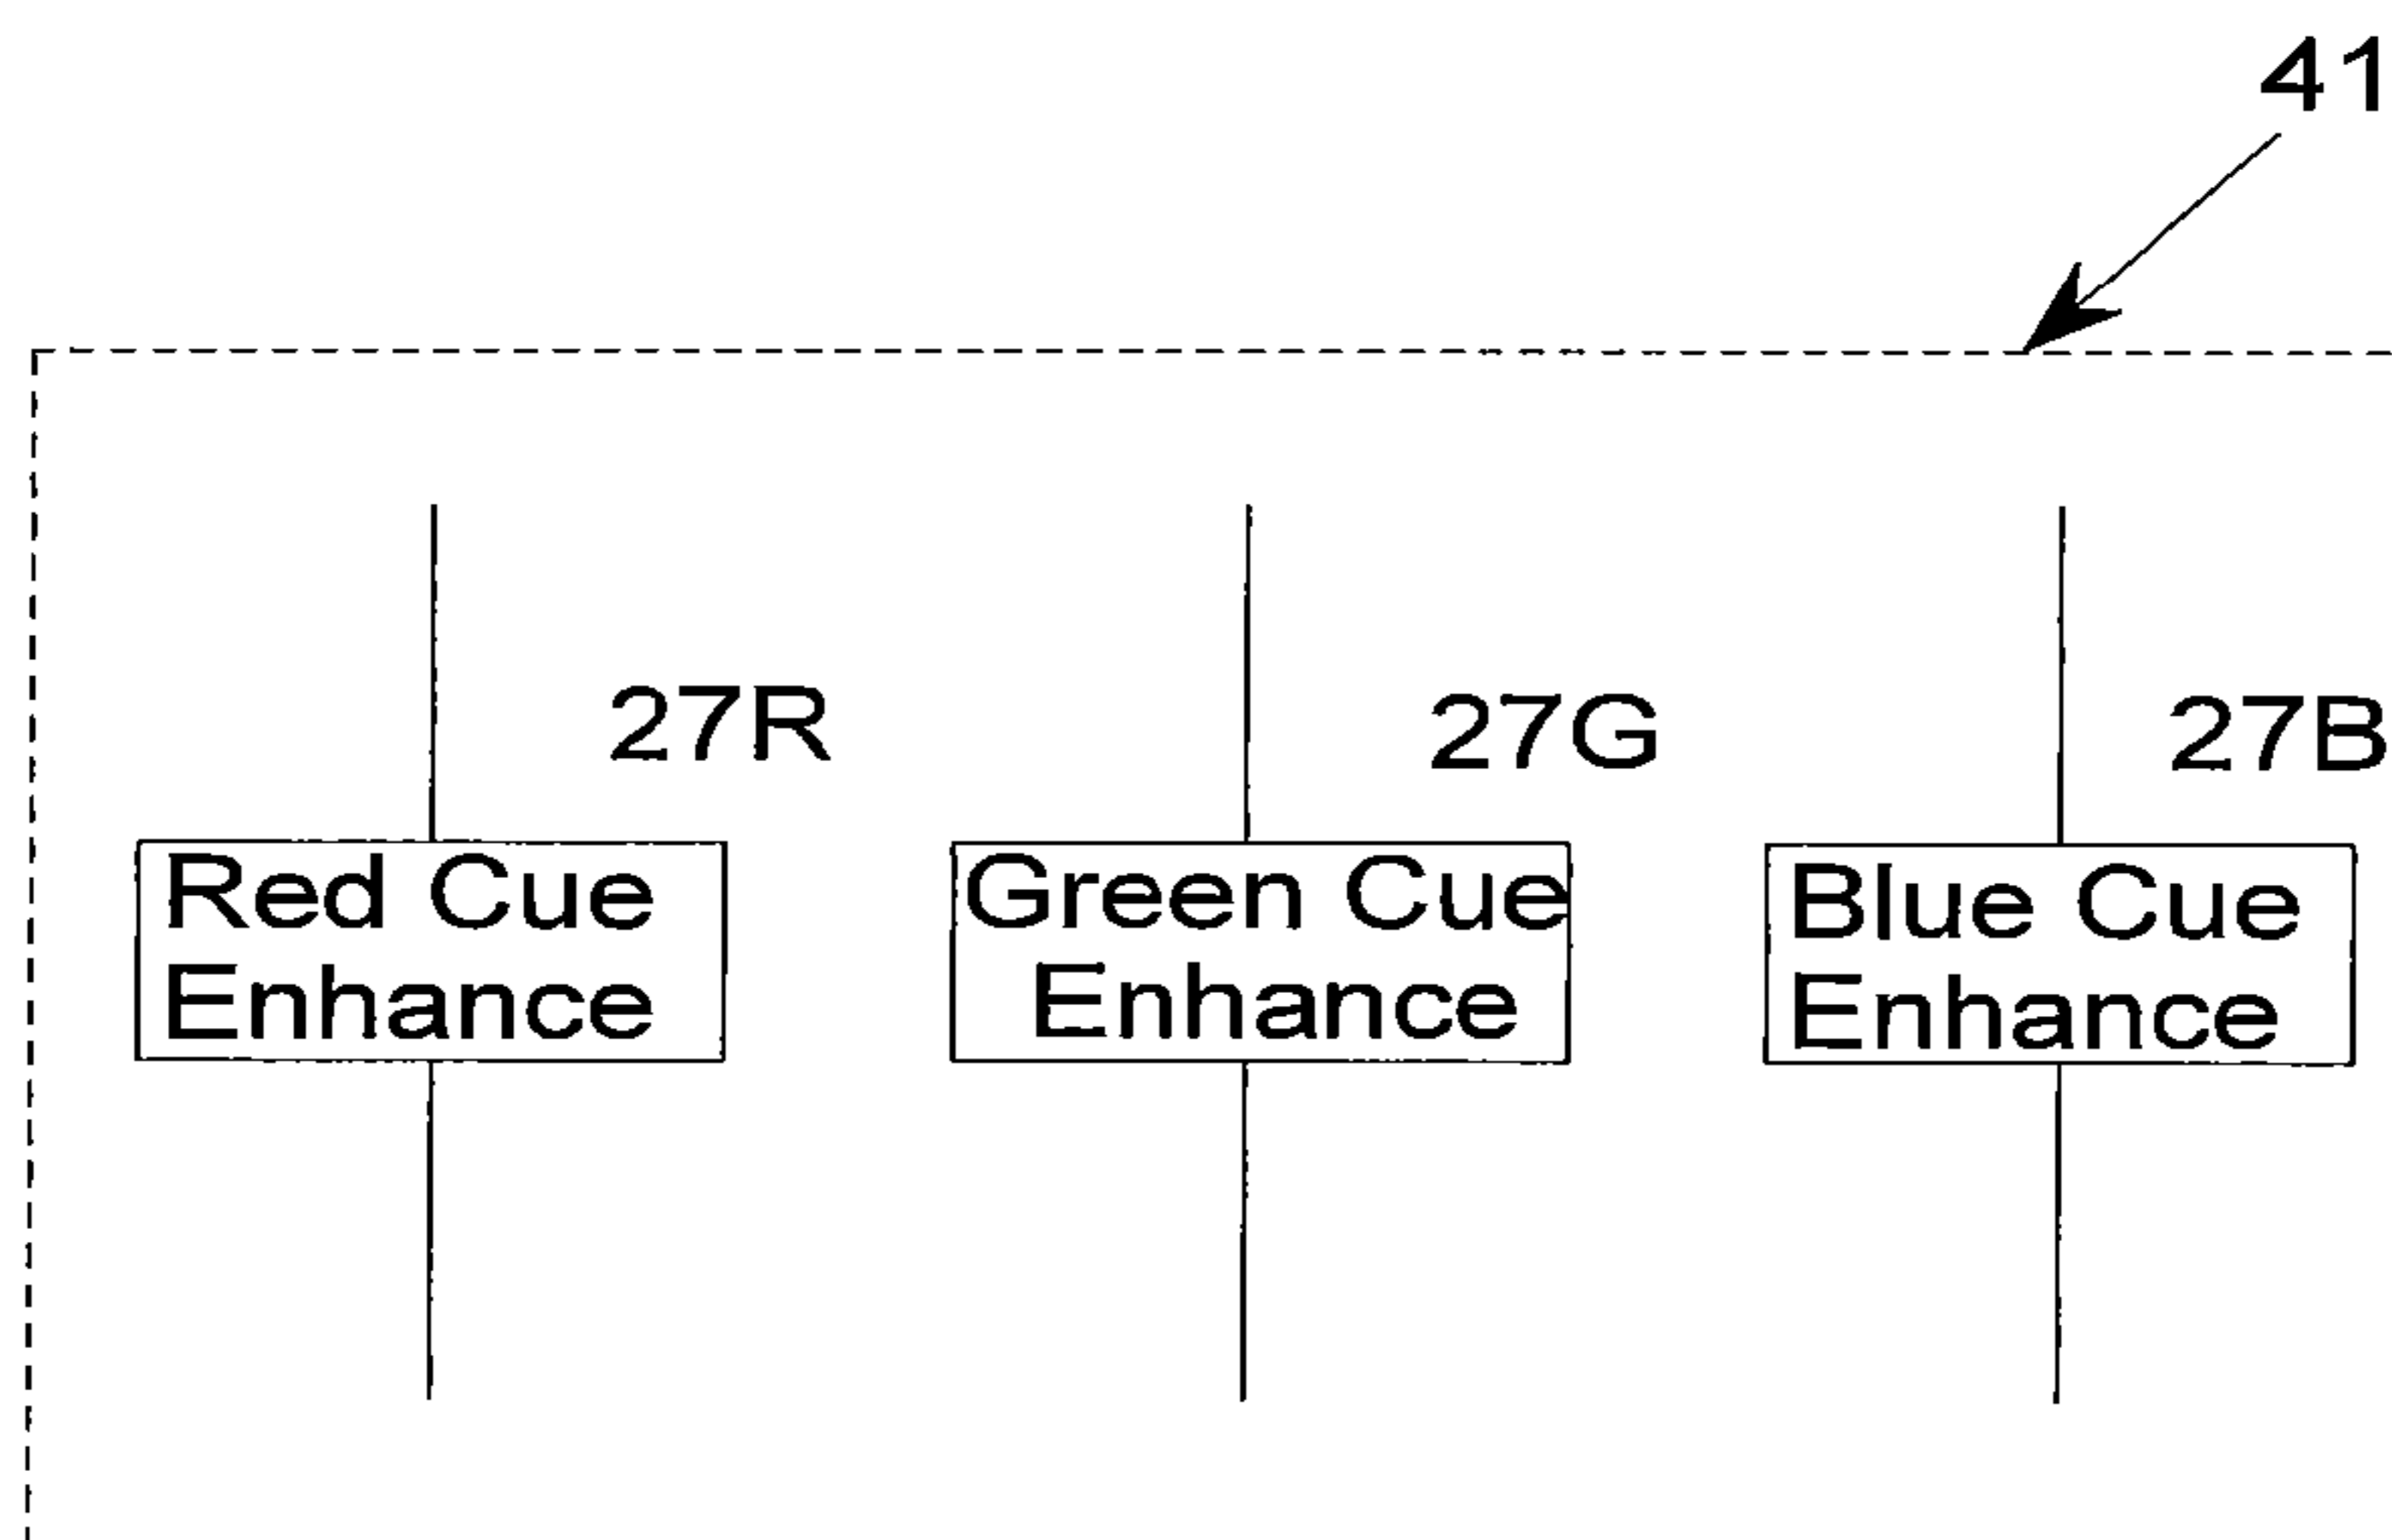 41
27R
27G
27B
Red Cue
Enhance
Green Cue
Enhance
Blue Cue
Enhance